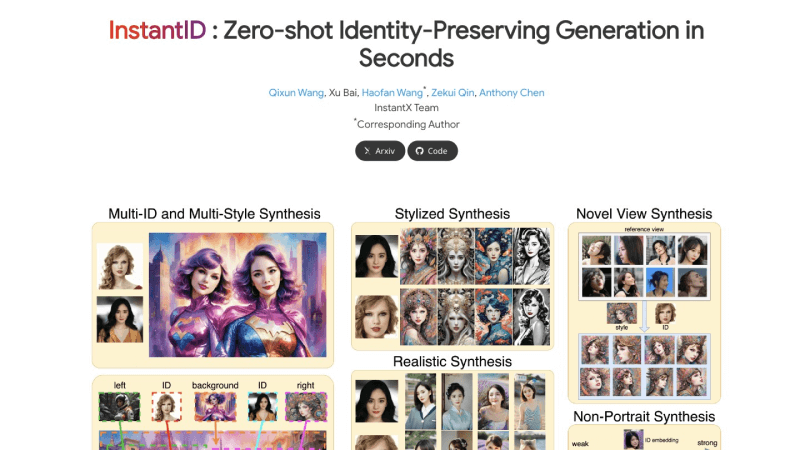 InstantID : Zero-shot Identity-Preserving Generation in
Seconds
Qixun Wang, Xu Bai, Haofan Wang*, Zekui Qin, Anthony Chen
InstantX Team
*Corresponding Author
Arxiv
Code
Multi-ID and Multi-Style Synthesis
Stylized Synthesis
Novel View Synthesis
reference view
style
ID
Realistic Synthesis
left ID background ID right
Non-Portrait Synthesis
weak
ID embedding
strong